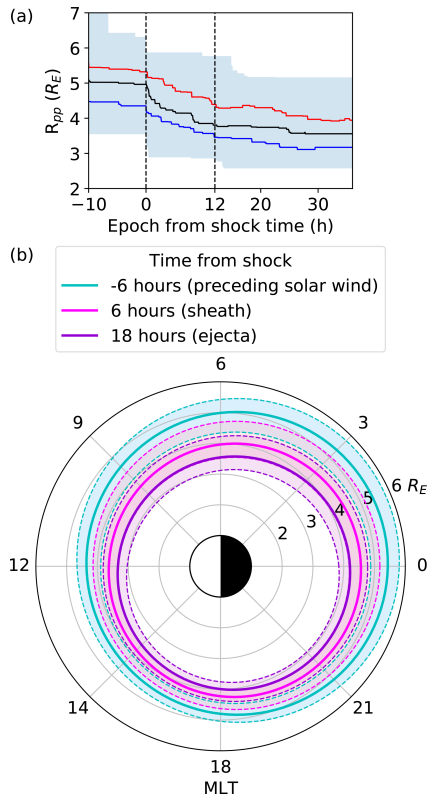 (a)
7
6
5
4
3
2
R_pp (R_E)
−10 0 12 20 30
Epoch from shock time (h)
(b)
Time from shock
-6 hours (preceding solar wind)
6 hours (sheath)
18 hours (ejecta)
6
9 3
6 R_E
5
4
3
2
12 0
14 21
18
MLT